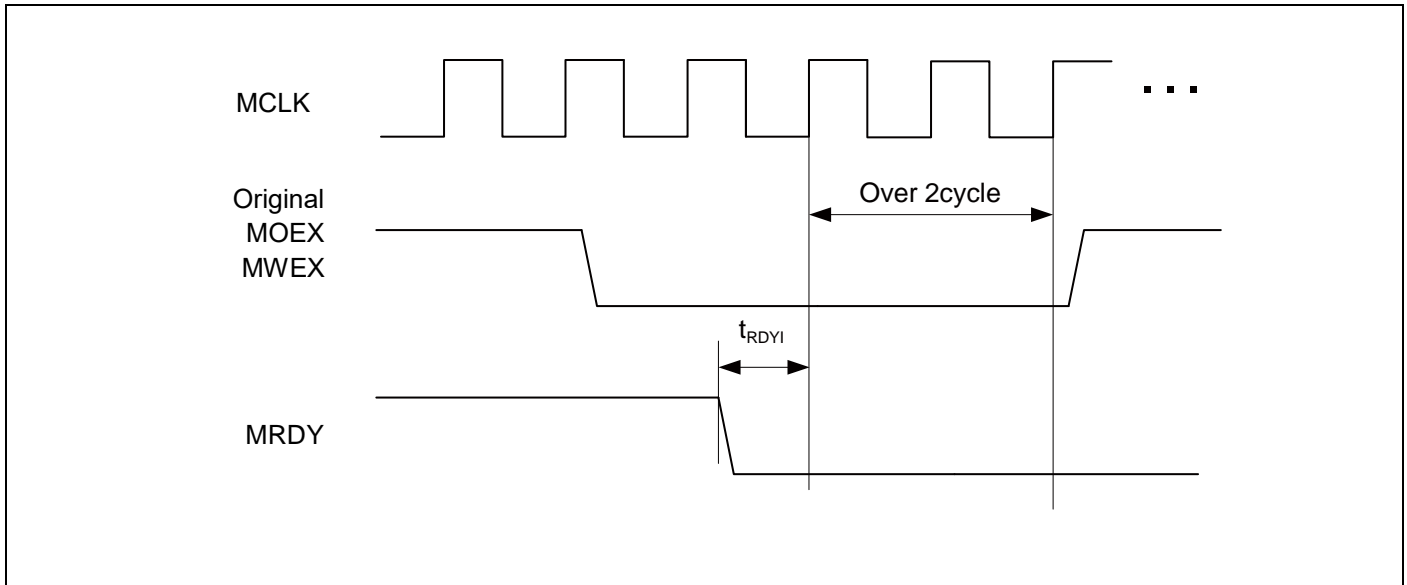 MCLK
...
Original
MOEX
MWEX
Over 2cycle
tRDYI
MRDY